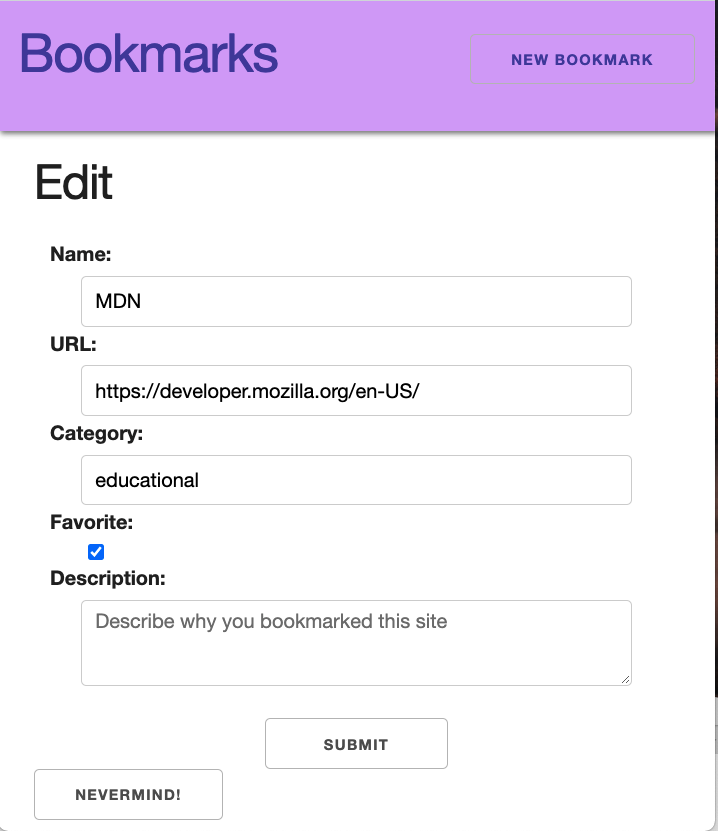 Bookmarks
NEW BOOKMARK
Edit
Name:
MDN
URL:
https://developer.mozilla.org/en-US/
Category:
educational
Favorite:
Description:
Describe why you bookmarked this site
SUBMIT
NEVERMIND!